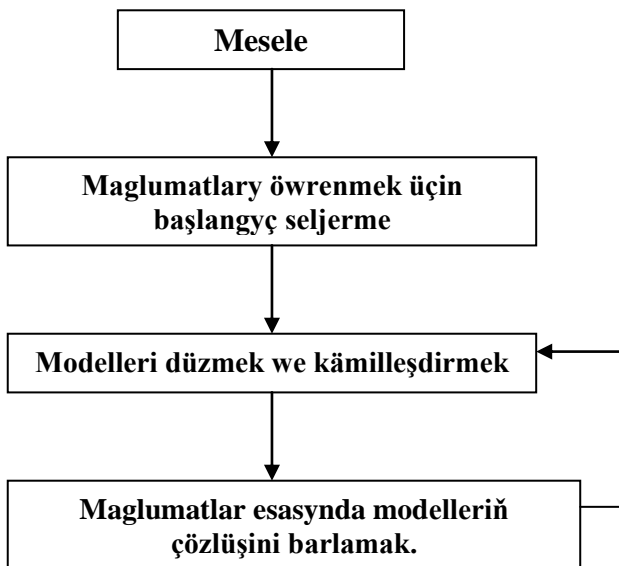 Mesele
Maglumatlary öwrenmek üçin
başlangyç seljerme
Modelleri düzmek we kämilleşdirmek
Maglumatlar esasynda modelleriň
çözlüşini barlamak.